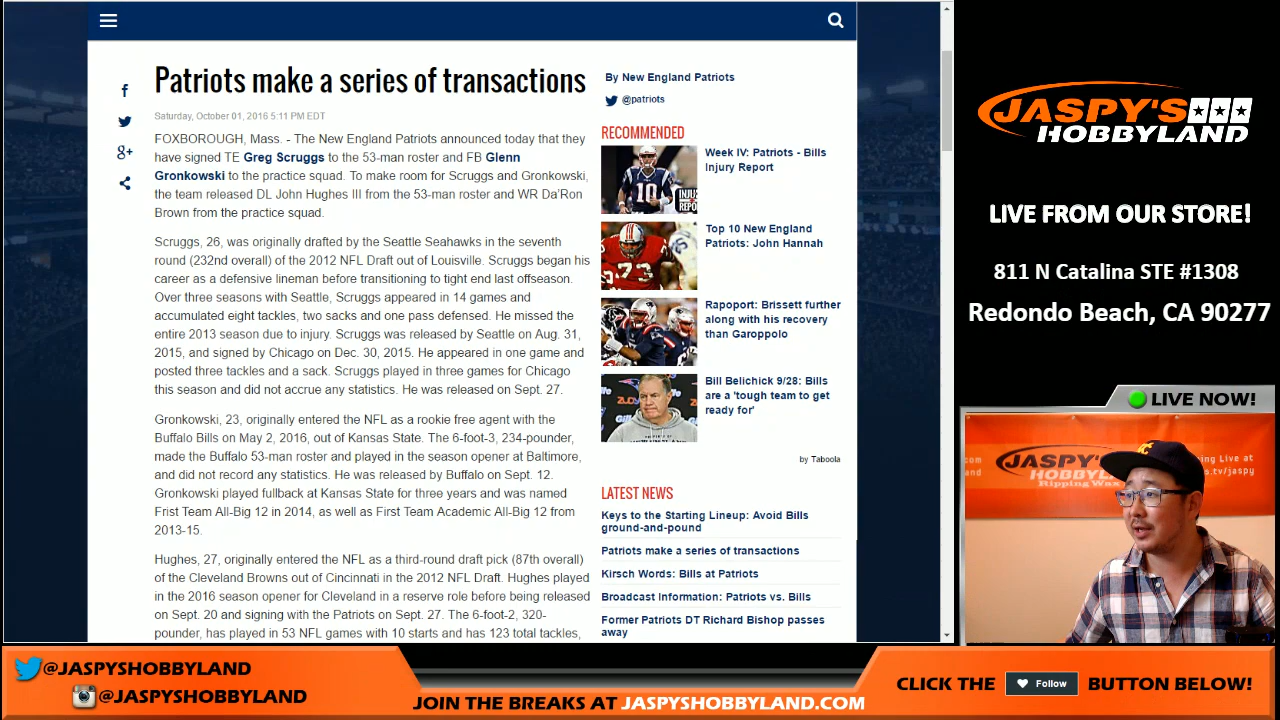 Patriots make a series of transactions
Saturday, October 01, 2016 5:11 PM EDT
FOXBOROUGH, Mass. - The New England Patriots announced today that they
have signed TE Greg Scruggs to the 53-man roster and FB Glenn
Gronkowski to the practice squad. To make room for Scruggs and Gronkowski,
the team released DL John Hughes III from the 53-man roster and WR Da'Ron
Brown from the practice squad.
Scruggs, 26, was originally drafted by the Seattle Seahawks in the seventh
round (232nd overall) of the 2012 NFL Draft out of Louisville. Scruggs began his
career as a defensive lineman before transitioning to tight end last offseason.
Over three seasons with Seattle, Scruggs appeared in 14 games and
accumulated eight tackles, two sacks and one pass defensed. He missed the
entire 2013 season due to injury. Scruggs was released by Seattle on Aug. 31,
2015, and signed by Chicago on Dec. 30, 2015. He appeared in one game and
posted three tackles and a sack. Scruggs played in three games for Chicago
this season and did not accrue any statistics. He was released on Sept. 27.
Gronkowski, 23, originally entered the NFL as a rookie free agent with the
Buffalo Bills on May 2, 2016, out of Kansas State. The 6-foot-3, 234-pounder,
made the Buffalo 53-man roster and played in the season opener at Baltimore,
and did not record any statistics. He was released by Buffalo on Sept. 12.
Gronkowski played fullback at Kansas State for three years and was named
Frist Team All-Big 12 in 2014, as well as First Team Academic All-Big 12 from
2013-15.
Hughes, 27, originally entered the NFL as a third-round draft pick (87th overall)
of the Cleveland Browns out of Cincinnati in the 2012 NFL Draft. Hughes played
in the 2016 season opener for Cleveland in a reserve role before being released
on Sept. 20 and signing with the Patriots on Sept. 27. The 6-foot-2, 320-
pounder, has played in 53 NFL games with 10 starts and has 123 total tackles,
By New England Patriots
@patriots
RECOMMENDED
10
INJU
REPO
Week IV: Patriots - Bills
Injury Report
73
Top 10 New England
Patriots: John Hannah
Rapoport: Brissett further
along with his recovery
than Garoppolo
Bill Belichick 9/28: Bills
are a 'tough team to get
ready for'
by Taboola
LATEST NEWS
Keys to the Starting Lineup: Avoid Bills
ground-and-pound
Patriots make a series of transactions
Kirsch Words: Bills at Patriots
Broadcast Information: Patriots vs. Bills
Former Patriots DT Richard Bishop passes
away
JASPY'S
HOBBYLAND
LIVE FROM OUR STORE!
811 N Catalina STE #1308
Redondo Beach, CA 90277
LIVE NOW!
JASPY'S
HOBBYLAND
Ripping Wax
.com
Live at
tv/jaspy
@JASPYSHOBBYLAND
@JASPYSHOBBYLAND
JOIN THE BREAKS AT JASPYSHOBBYLAND.COM
CLICK THE Follow BUTTON BELOW!